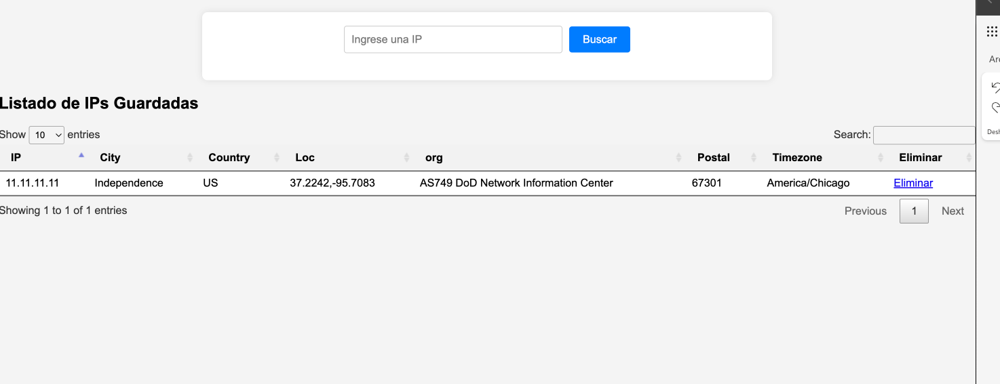 Ingrese una IP Buscar
Listado de IPs Guardadas
Show 10 entries Search:
IP City Country Loc org Postal Timezone Eliminar
11.11.11.11 Independence US 37.2242,-95.7083 AS749 DoD Network Information Center 67301 America/Chicago Eliminar
Showing 1 to 1 of 1 entries Previous 1 Next